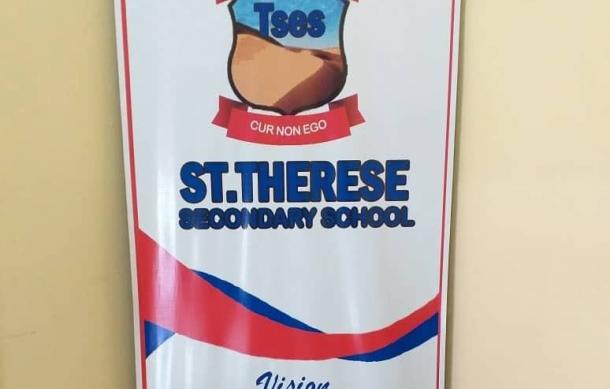 Tses
CUR NON EGO
ST.THERESE
SECONDARY SCHOOL
Vision